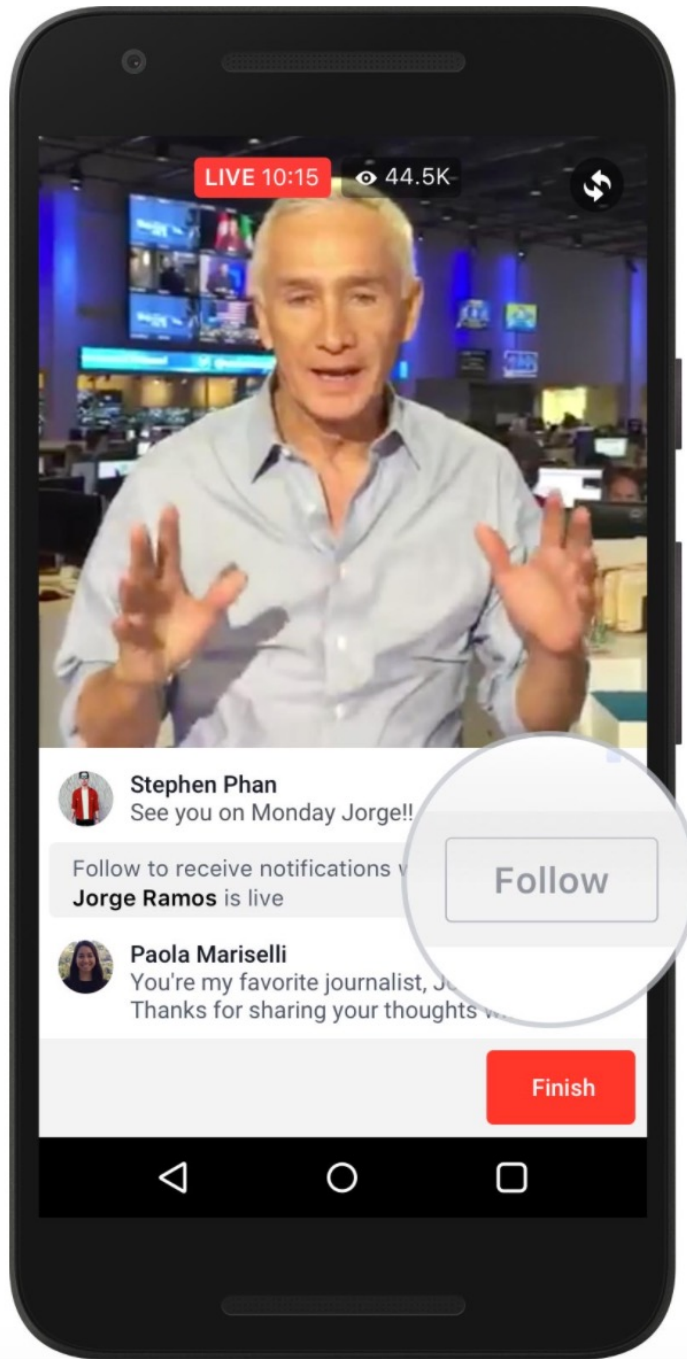 LIVE 10:15 44.5K
Stephen Phan
See you on Monday Jorge!!
Follow to receive notifications
Jorge Ramos is live
Follow
Paola Mariselli
You're my favorite journalist,
Thanks for sharing your thoughts
Finish